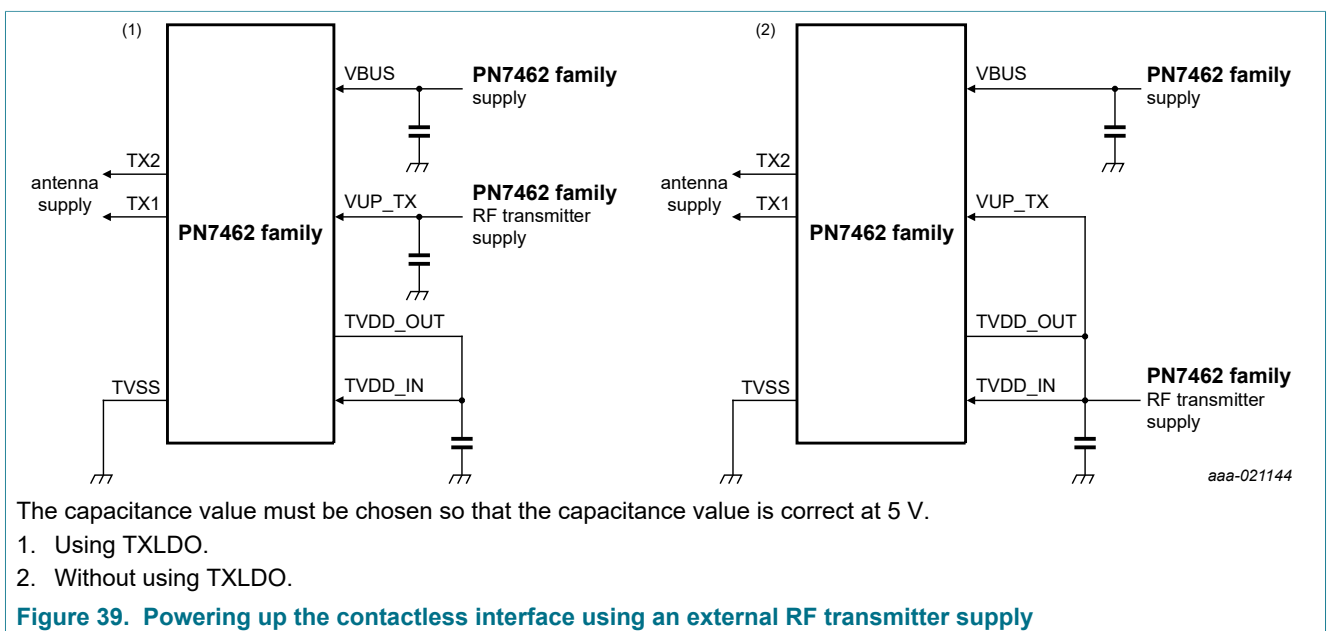 (1)
VBUS
PN7462 family
supply
TX2
antenna
supply
TX1
VUP_TX
PN7462 family
RF transmitter
supply
PN7462 family
TVDD_OUT
TVSS
TVDD_IN
(2)
VBUS
PN7462 family
supply
TX2
antenna
supply
TX1
VUP_TX
PN7462 family
TVDD_OUT
TVSS
TVDD_IN
PN7462 family
RF transmitter
supply
aaa-021144
The capacitance value must be chosen so that the capacitance value is correct at 5 V.
1. Using TXLDO.
2. Without using TXLDO.
Figure 39. Powering up the contactless interface using an external RF transmitter supply